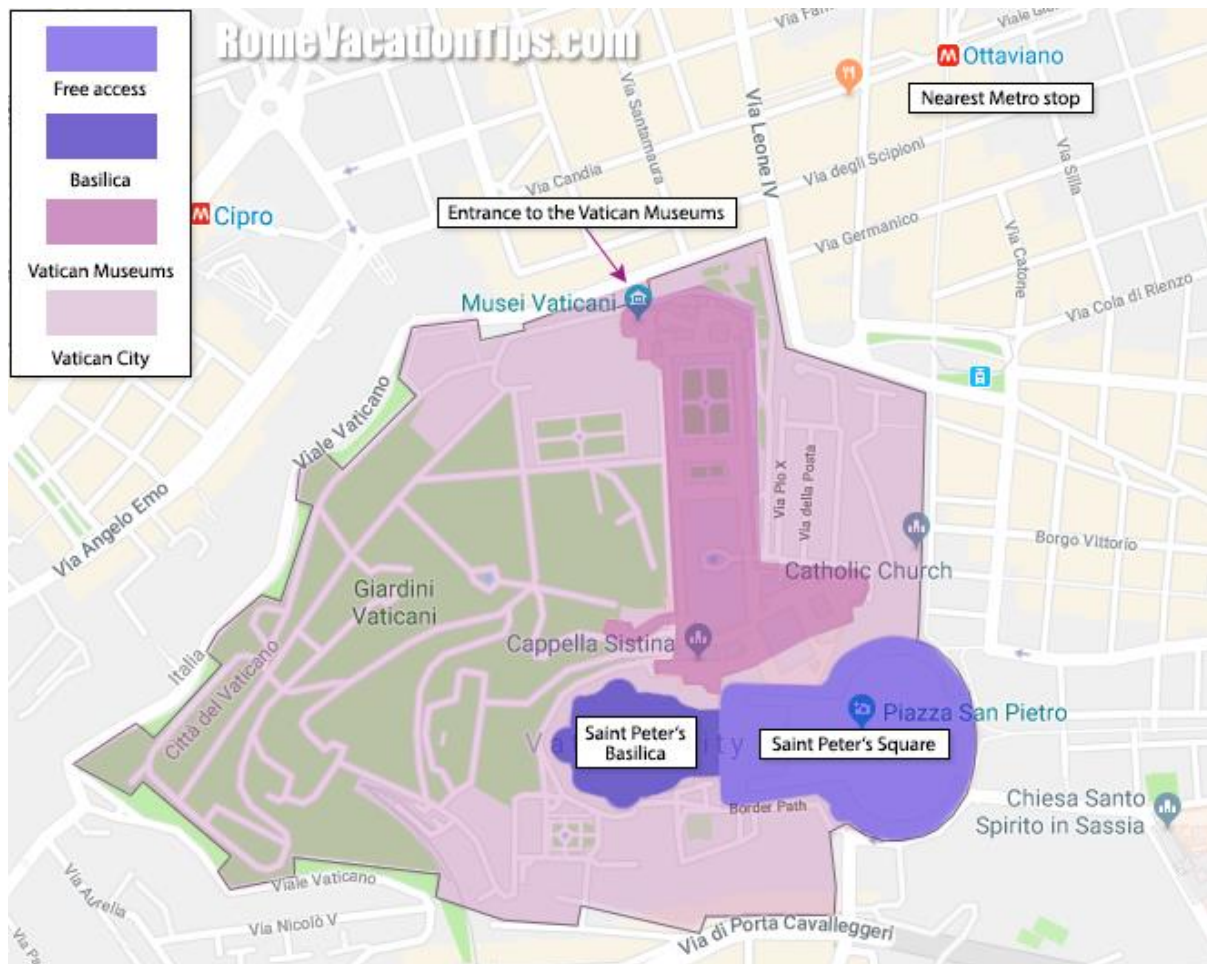 RomeVacationTips.com
Free access
Basilica
Vatican Museums
Vatican City
Via Fam
Viale Gi
M Ottaviano
Nearest Metro stop
Via Leone IV
Via Santamaura
Via Candia
Via degli Scipioni
Via Silla
M Cipro
Entrance to the Vatican Museums
Via Germanico
Via Catone
Via Cola di Rienzo
Musei Vaticani
Viale Vaticano
Via Angelo Emo
Via Pio X
Via della Posta
Borgo Vittorio
Catholic Church
Giardini
Vaticani
Cappella Sistina
Italia
Città del Vaticano
Piazza San Pietro
Saint Peter's
Basilica
Saint Peter's Square
Border Path
Chiesa Santo
Spirito in Sassia
Viale Vaticano
Via Aurelia
Via Nicolò V
Via di Porta Cavalleggeri